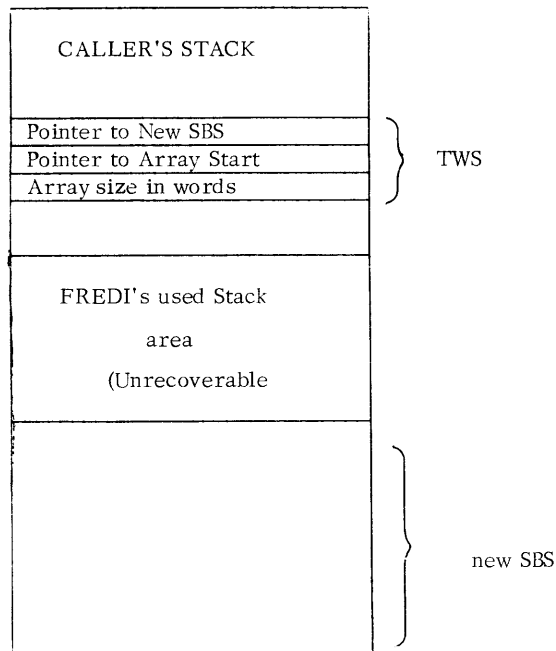 CALLER'S STACK
Pointer to New SBS
Pointer to Array Start
Array size in words
TWS
FREDI's used Stack
area
(Unrecoverable
new SBS